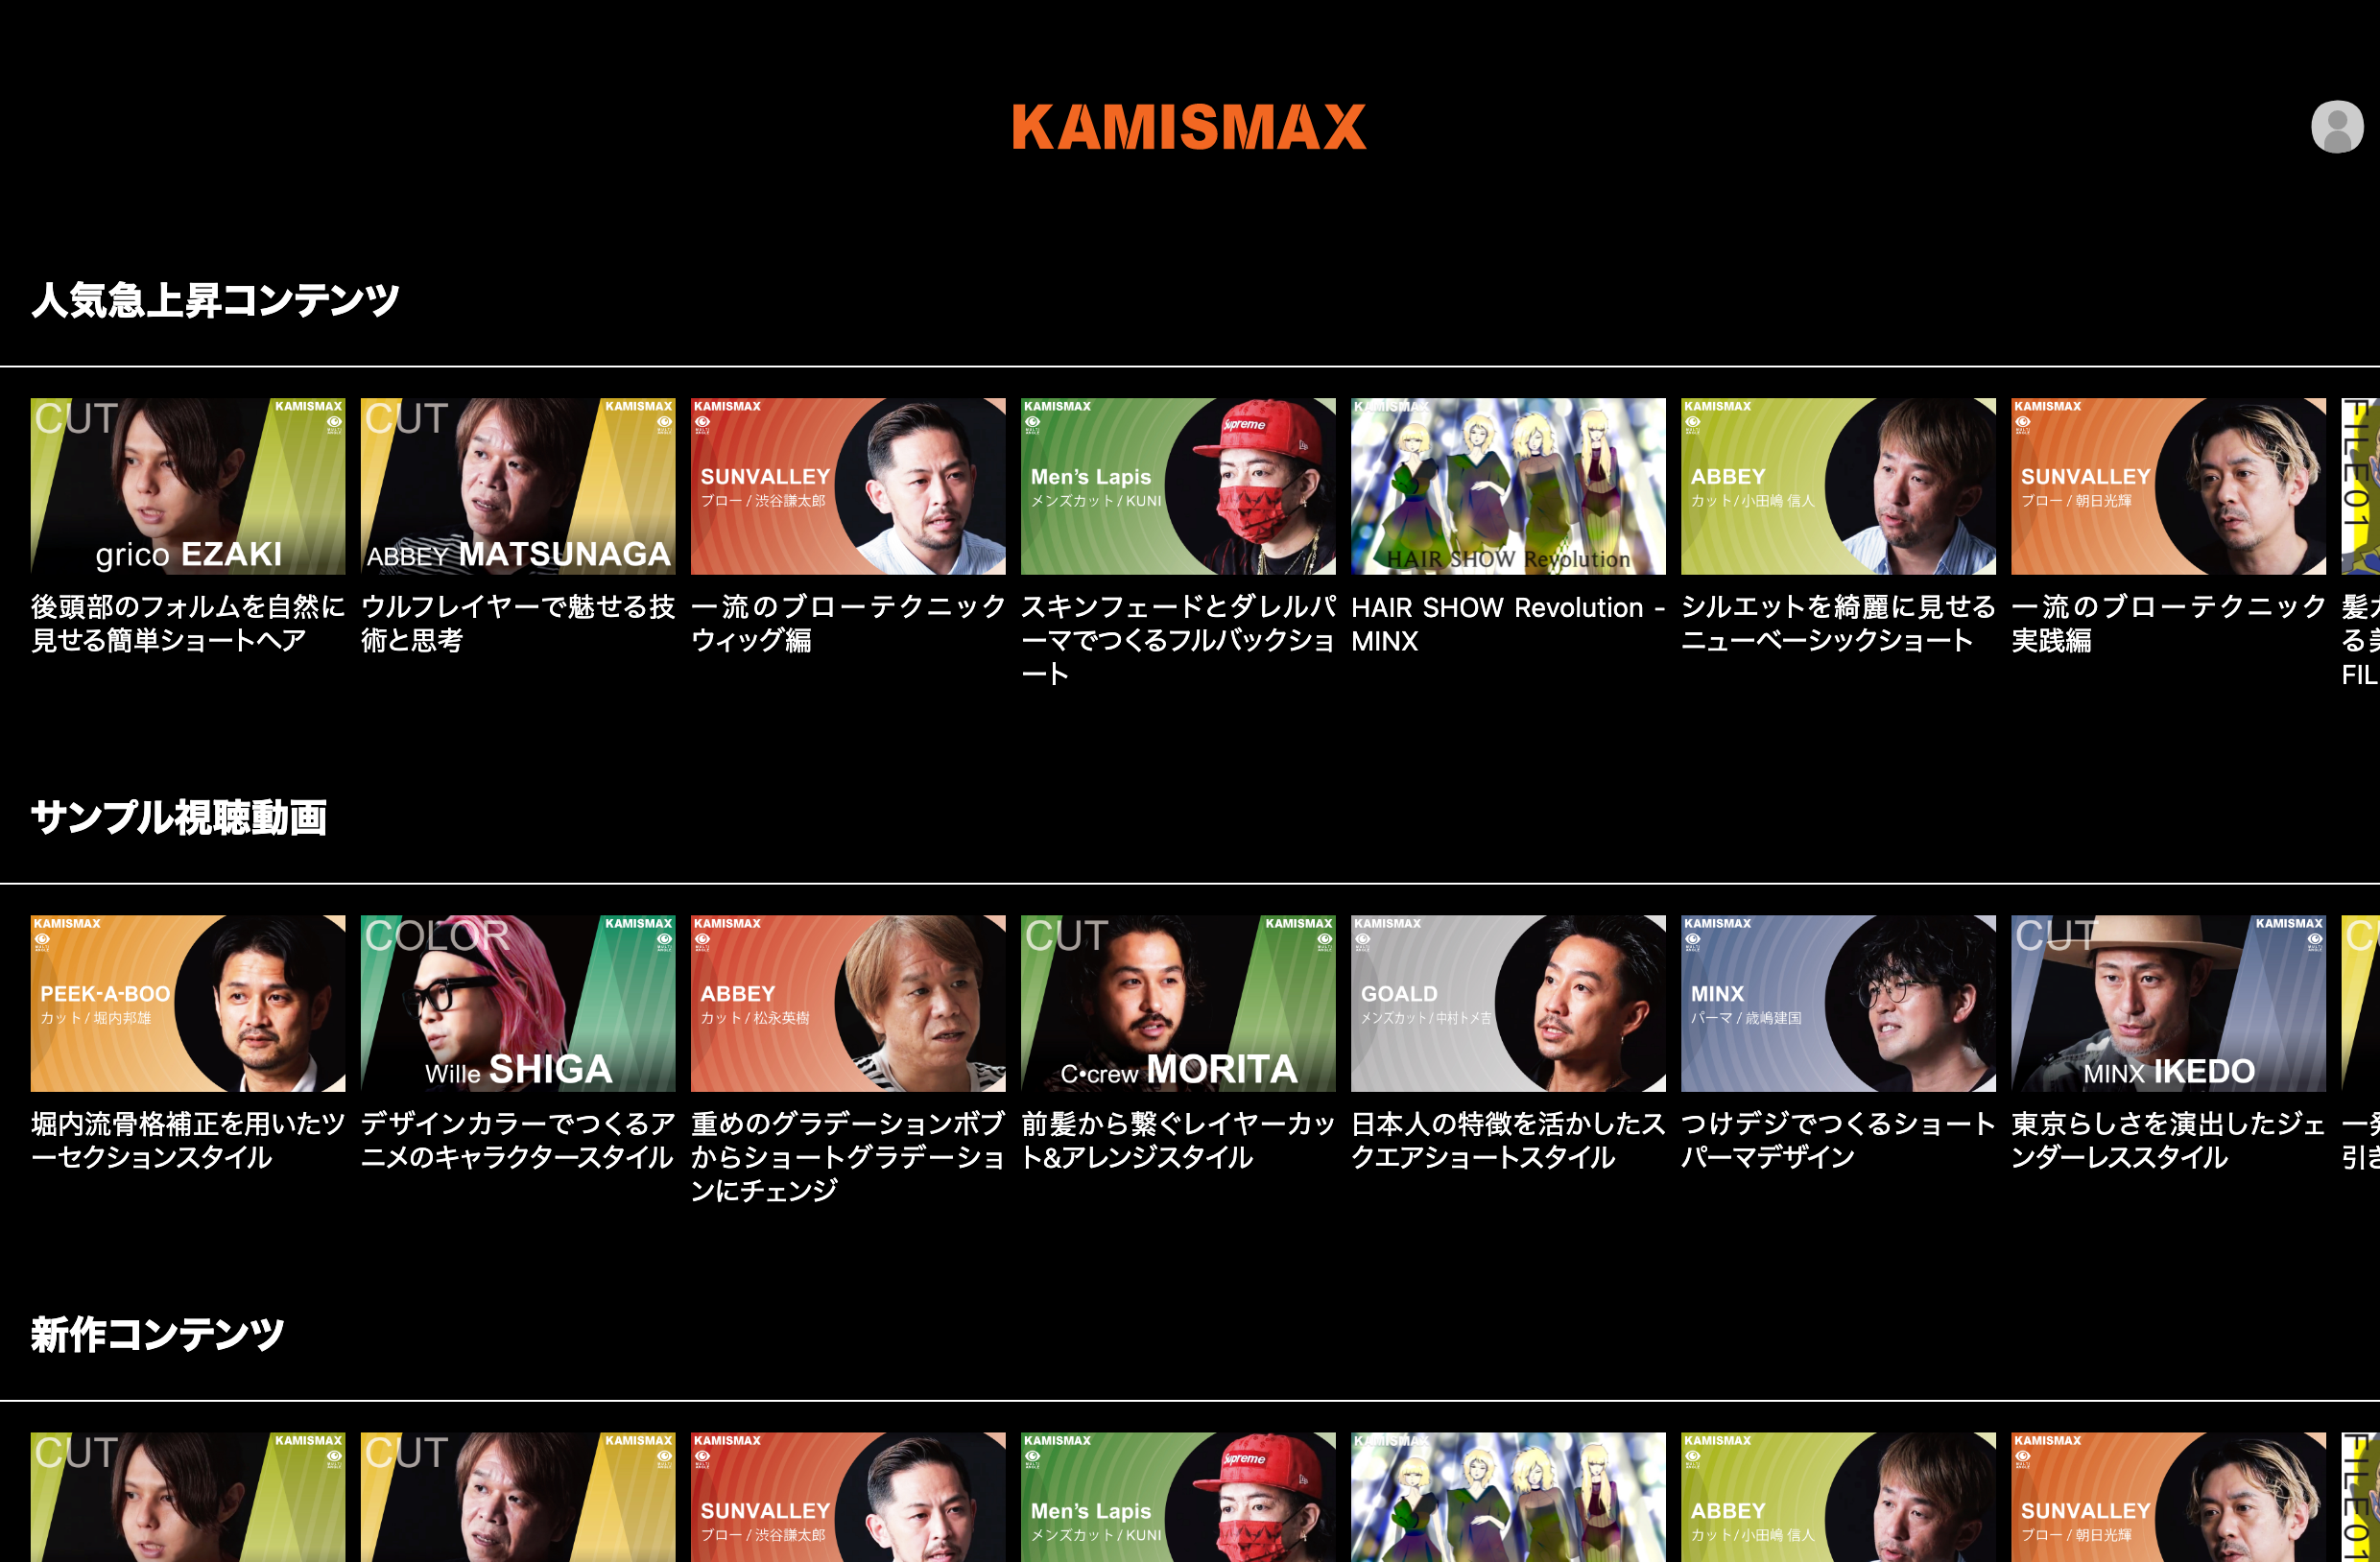 KAMISMAX
人気急上昇コンテンツ
CUT
KAMISMAX
grico EZAKI
後頭部のフォルムを自然に
見せる簡単ショートヘア
CUT
KAMISMAX
ABBEY MATSUNAGA
ウルフレイヤーで魅せる技
術と思考
KAMISMAX
SUNVALLEY
ブロー / 渋谷謙太郎
一流のブローテクニック
ウィッグ編
KAMISMAX
Supreme
Men's Lapis
メンズカット / KUNI
スキンフェードとダレルパ
ーマでつくるフルバックショ
ート
KAMISMAX
HAIR SHOW Revolution
HAIR SHOW Revolution -
MINX
KAMISMAX
ABBEY
カット / 小田嶋 信人
シルエットを綺麗に見せる
ニューベーシックショート
KAMISMAX
SUNVALLEY
ブロー / 朝日光輝
一流のブローテクニック
実践編
FILE01
髪
る
FIL
サンプル視聴動画
KAMISMAX
PEEK-A-BOO
カット / 堀内邦雄
堀内流骨格補正を用いたツ
ーセクションスタイル
COLOR
KAMISMAX
Wille SHIGA
デザインカラーでつくるア
ニメのキャラクタースタイル
KAMISMAX
ABBEY
カット / 松永英樹
重めのグラデーションボブ
からショートグラデーショ
ンにチェンジ
CUT
KAMISMAX
C•crew MORITA
前髪から繋ぐレイヤーカッ
ト&アレンジスタイル
KAMISMAX
GOALD
メンズカット / 中村トメ吉
日本人の特徴を活かしたス
クエアショートスタイル
KAMISMAX
MINX
パーマ / 歳嶋建国
つけデジでつくるショート
パーマデザイン
CUT
KAMISMAX
MINX IKEDO
東京らしさを演出したジェ
ンダーレススタイル
一
引き
新作コンテンツ
CUT
KAMISMAX
CUT
KAMISMAX
KAMISMAX
SUNVALLEY
ブロー / 渋谷謙太郎
KAMISMAX
Supreme
Men's Lapis
メンズカット / KUNI
KAMISMAX
KAMISMAX
ABBEY
カット / 小田嶋 信人
KAMISMAX
SUNVALLEY
ブロー / 朝日光輝
FILE01